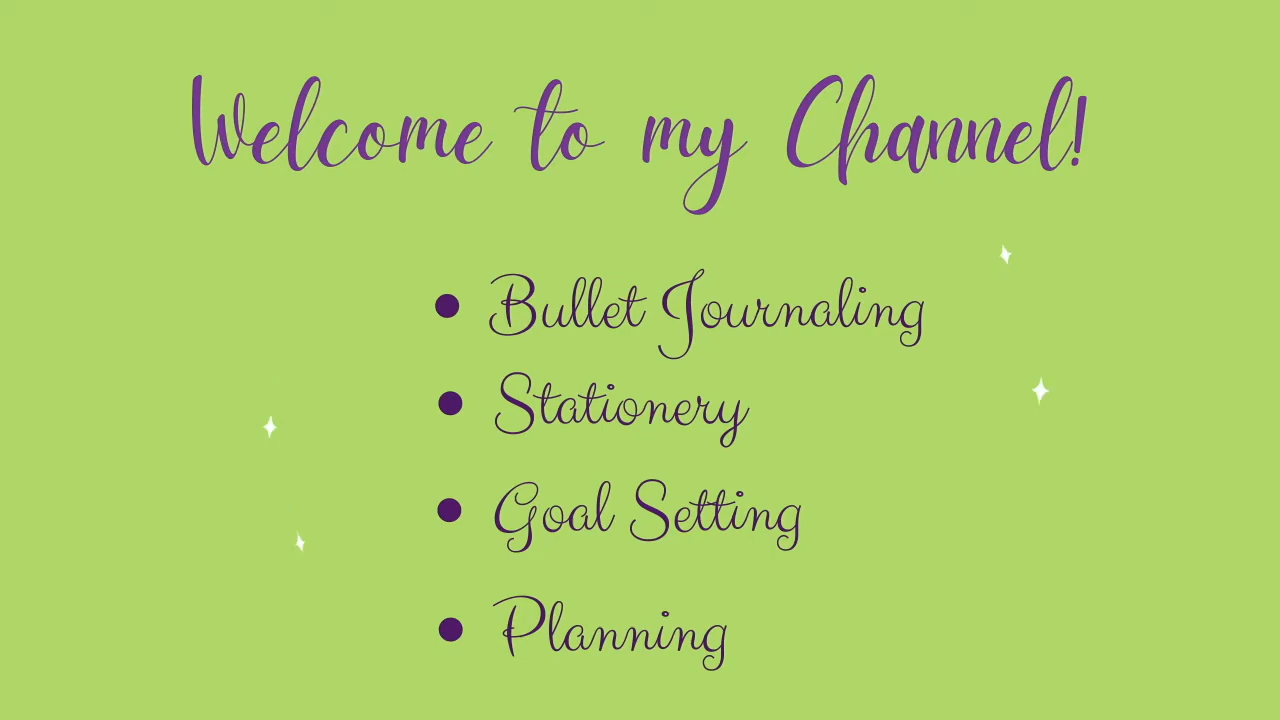 Welcome to my Channel!
• Bullet Journaling
• Stationery
• Goal Setting
• Planning